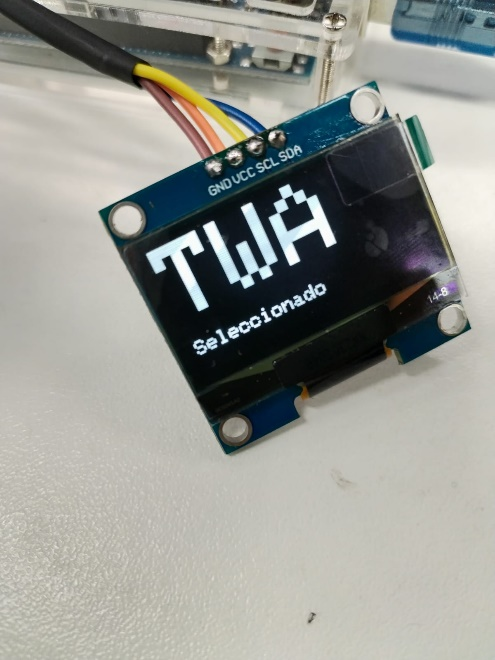 GND VCC SCL SDA
TWA
Seleccionado
14-8